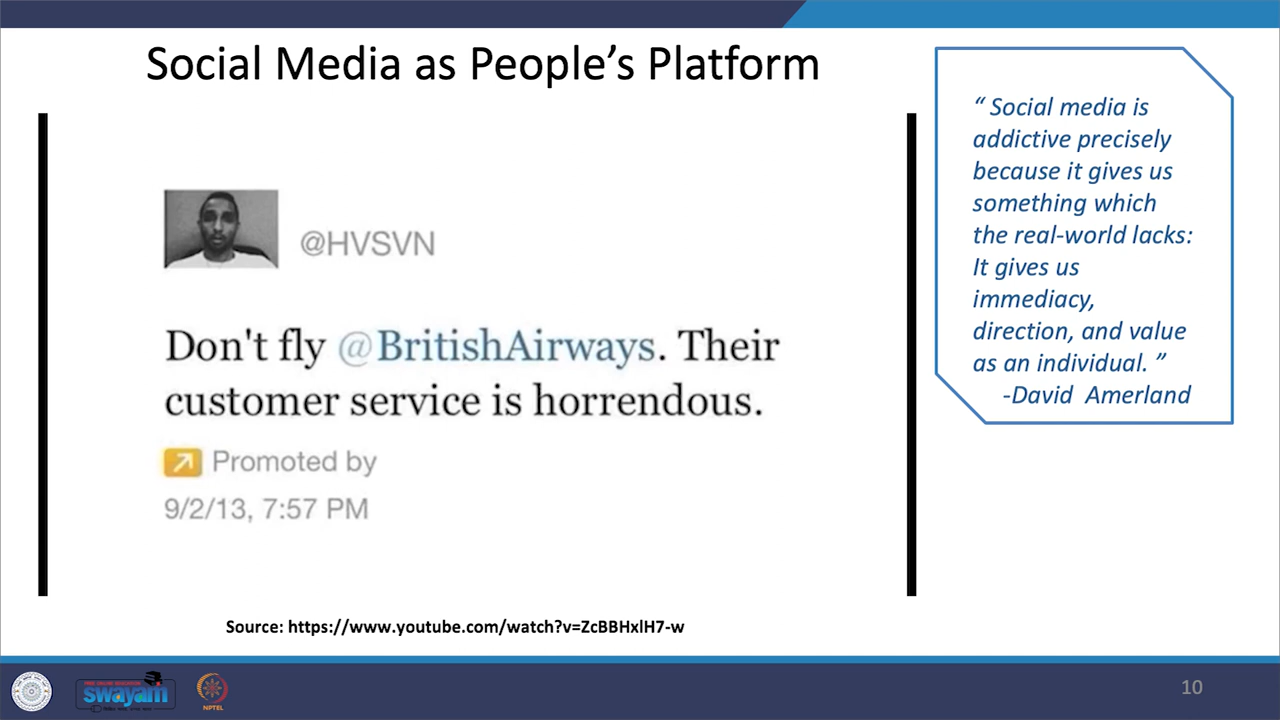 Social Media as People’s Platform
@HVSVN
Don't fly @BritishAirways. Their
customer service is horrendous.
Promoted by
9/2/13, 7:57 PM
Source: https://www.youtube.com/watch?v=ZcBBHxlH7-w
“ Social media is
addictive precisely
because it gives us
something which
the real-world lacks:
It gives us
immediacy,
direction, and value
as an individual. ”
-David Amerland
swayam
NPTEL
10